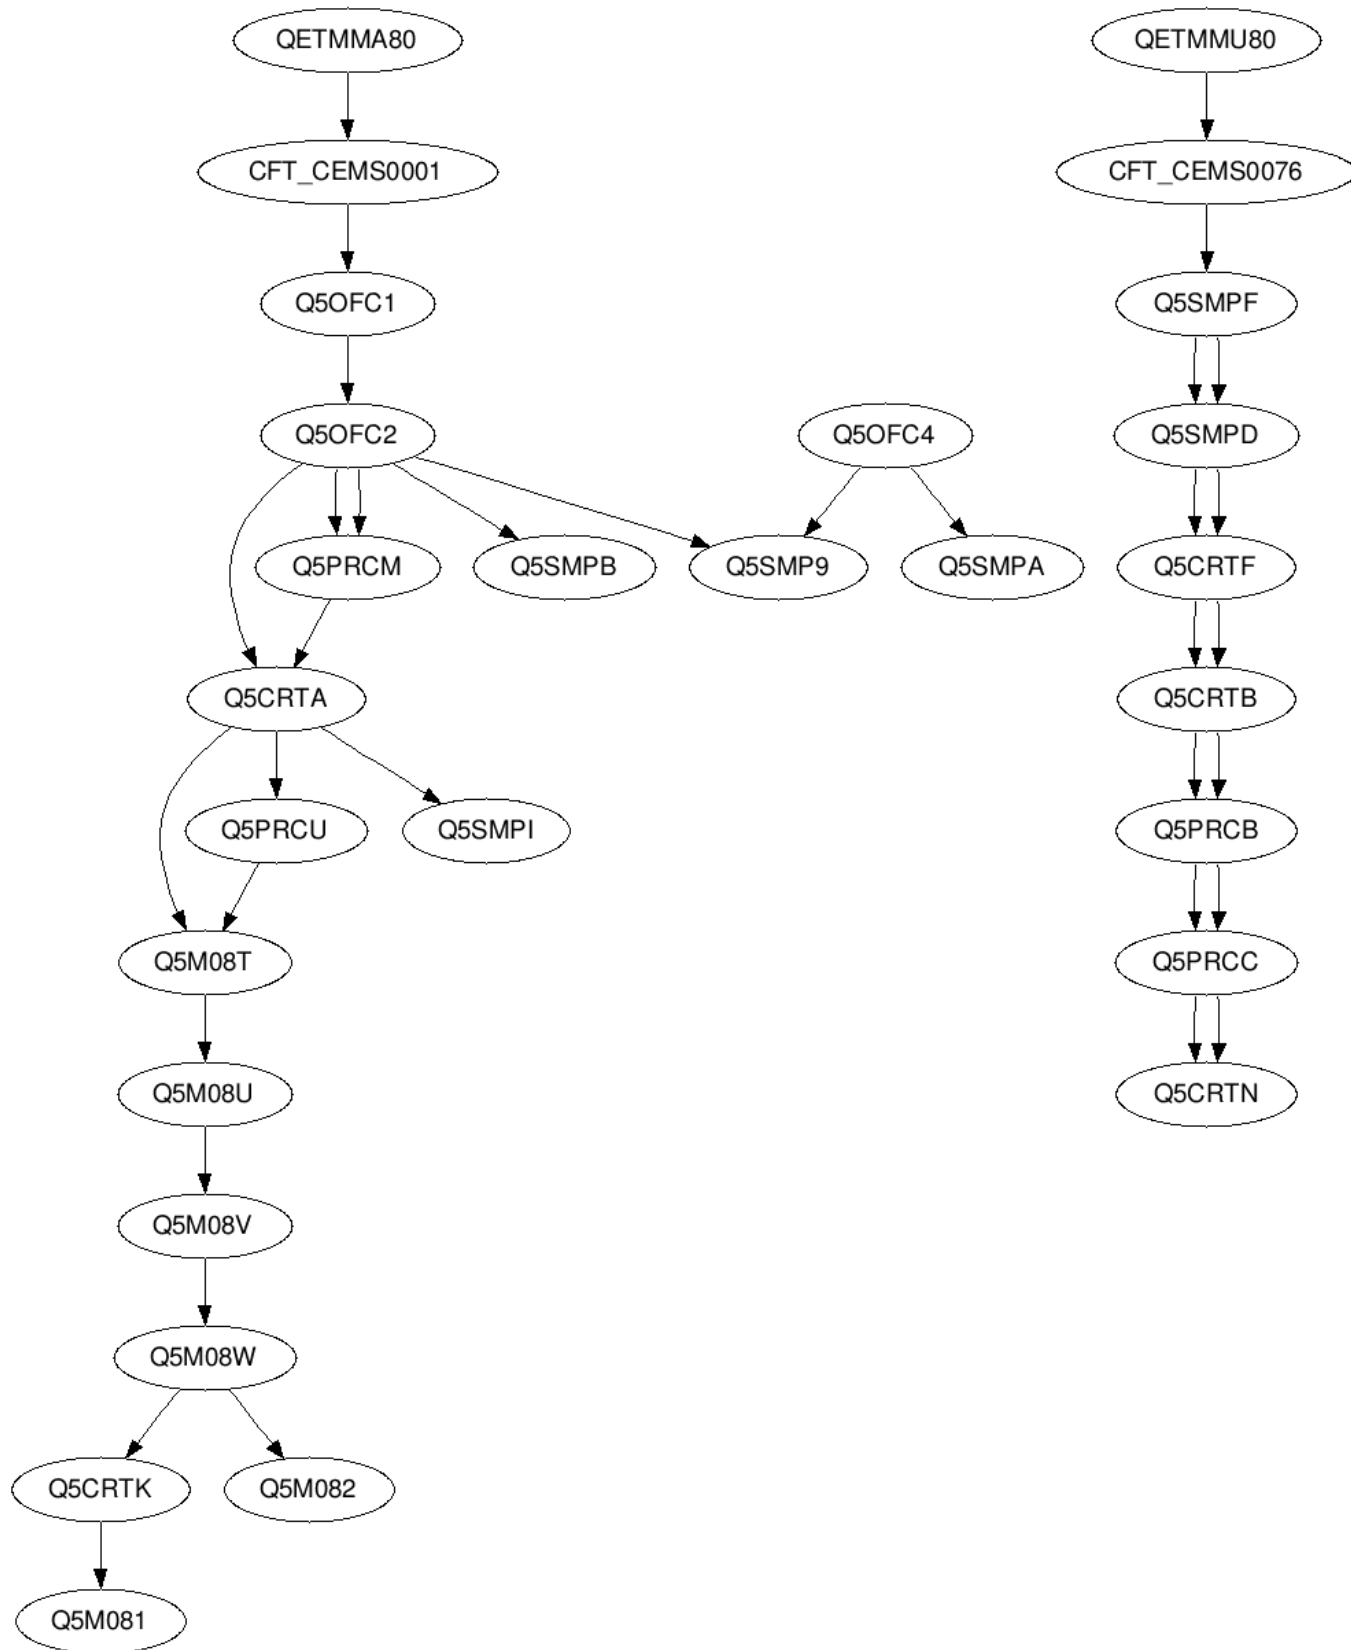 QETMMA80
QETMMU80
CFT_CEMS0001
CFT_CEMS0076
Q5OFC1
Q5SMPF
Q5OFC2
Q5OFC4
Q5SMPD
Q5PRCM
Q5SMPB
Q5SMP9
Q5SMPA
Q5CRTF
Q5CRTA
Q5CRTB
Q5PRCU
Q5SMPI
Q5PRCB
Q5M08T
Q5PRCC
Q5M08U
Q5CRTN
Q5M08V
Q5M08W
Q5CRTK
Q5M082
Q5M081